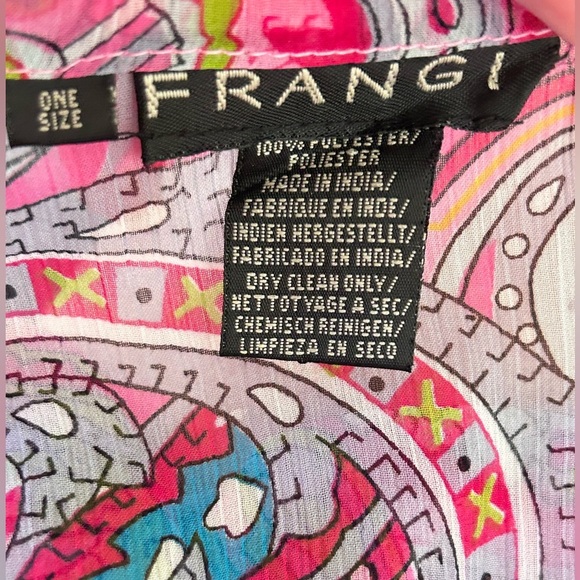 ONE
SIZE
FRANGI
100% POLYESTER/
POLIESTER
MADE IN INDIA/
FABRIQUE EN INDE/
INDIEN HERGESTELLT/
FABRICADO EN INDIA/
DRY CLEAN ONLY/
NETTOYAGE A SEC/
CHEMISCH REINIGEN/
LIMPIEZA EN SECO